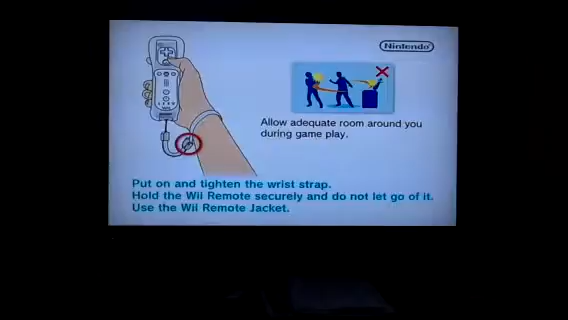 Nintendo
Allow adequate room around you
during game play.
Put on and tighten the wrist strap.
Hold the Wii Remote securely and do not let go of it.
Use the Wii Remote Jacket.